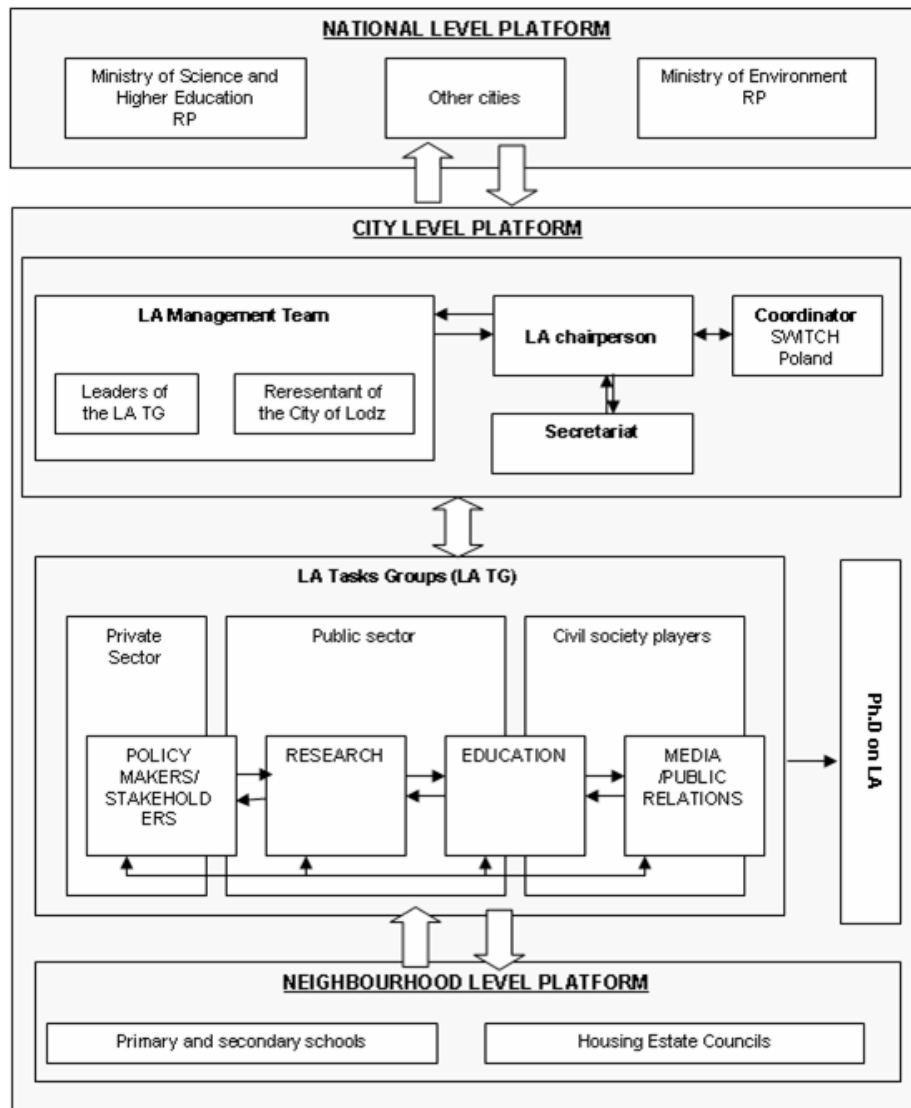 NATIONAL LEVEL PLATFORM
Ministry of Science and
Higher Education
RP
Other cities
Ministry of Environment
RP
CITY LEVEL PLATFORM
LA Management Team
Leaders of
the LA TG
Reresentant of
the City of Lodz
LA chairperson
Coordinator
SWITCH
Poland
Secretariat
LA Tasks Groups (LA TG)
Private
Sector
Public sector
Civil society players
POLICY
MAKERS/
STAKEHOLD
ERS
RESEARCH
EDUCATION
MEDIA
/PUBLIC
RELATIONS
Ph.D on LA
NEIGHBOURHOOD LEVEL PLATFORM
Primary and secondary schools
Housing Estate Councils